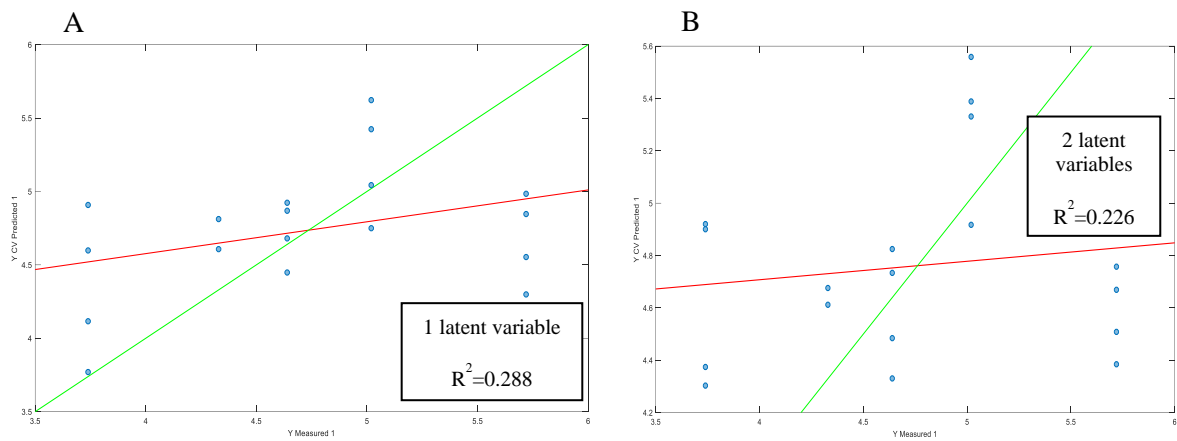 A
6
5.5
5
4.5
4
3.5
Y CV Predicted 1
3.5 4 4.5 5 5.5 6
Y Measured 1
1 latent variable
R²=0.288
B
5.6
5.4
5.2
5
4.8
4.6
4.4
4.2
Y CV Predicted 1
3.5 4 4.5 5 5.5 6
Y Measured 1
2 latent
variables
R²=0.226